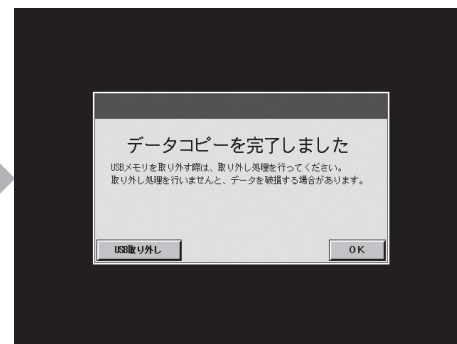 データコピーを完了しました
USBメモリを取り外す際は、取り外し処理を行ってください。
取り外し処理を行いませんと、データを破損する場合があります。
USB取り外し
OK